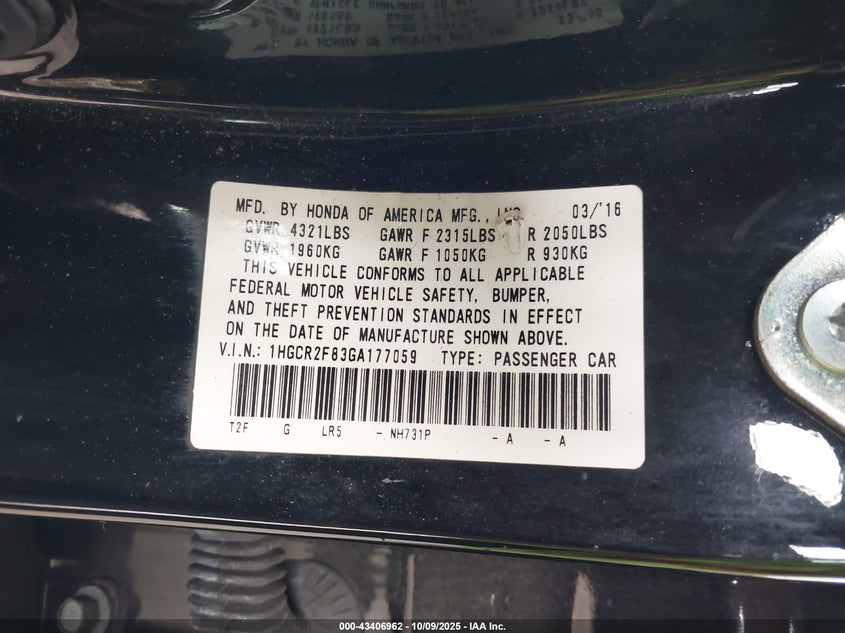 MFD. BY HONDA OF AMERICA MFG., INC. 03/'16
GVWR 4321LBS GAWR F 2315LBS R 2050LBS
GVWR 1960KG GAWR F 1050KG R 930KG
THIS VEHICLE CONFORMS TO ALL APPLICABLE
FEDERAL MOTOR VEHICLE SAFETY, BUMPER,
AND THEFT PREVENTION STANDARDS IN EFFECT
ON THE DATE OF MANUFACTURE SHOWN ABOVE.
V.I.N.: 1HGCR2F83GA177059 TYPE: PASSENGER CAR
T2F G LR5 - NH731P - A - A
000-43406962 - 10/09/2025 - IAA Inc.